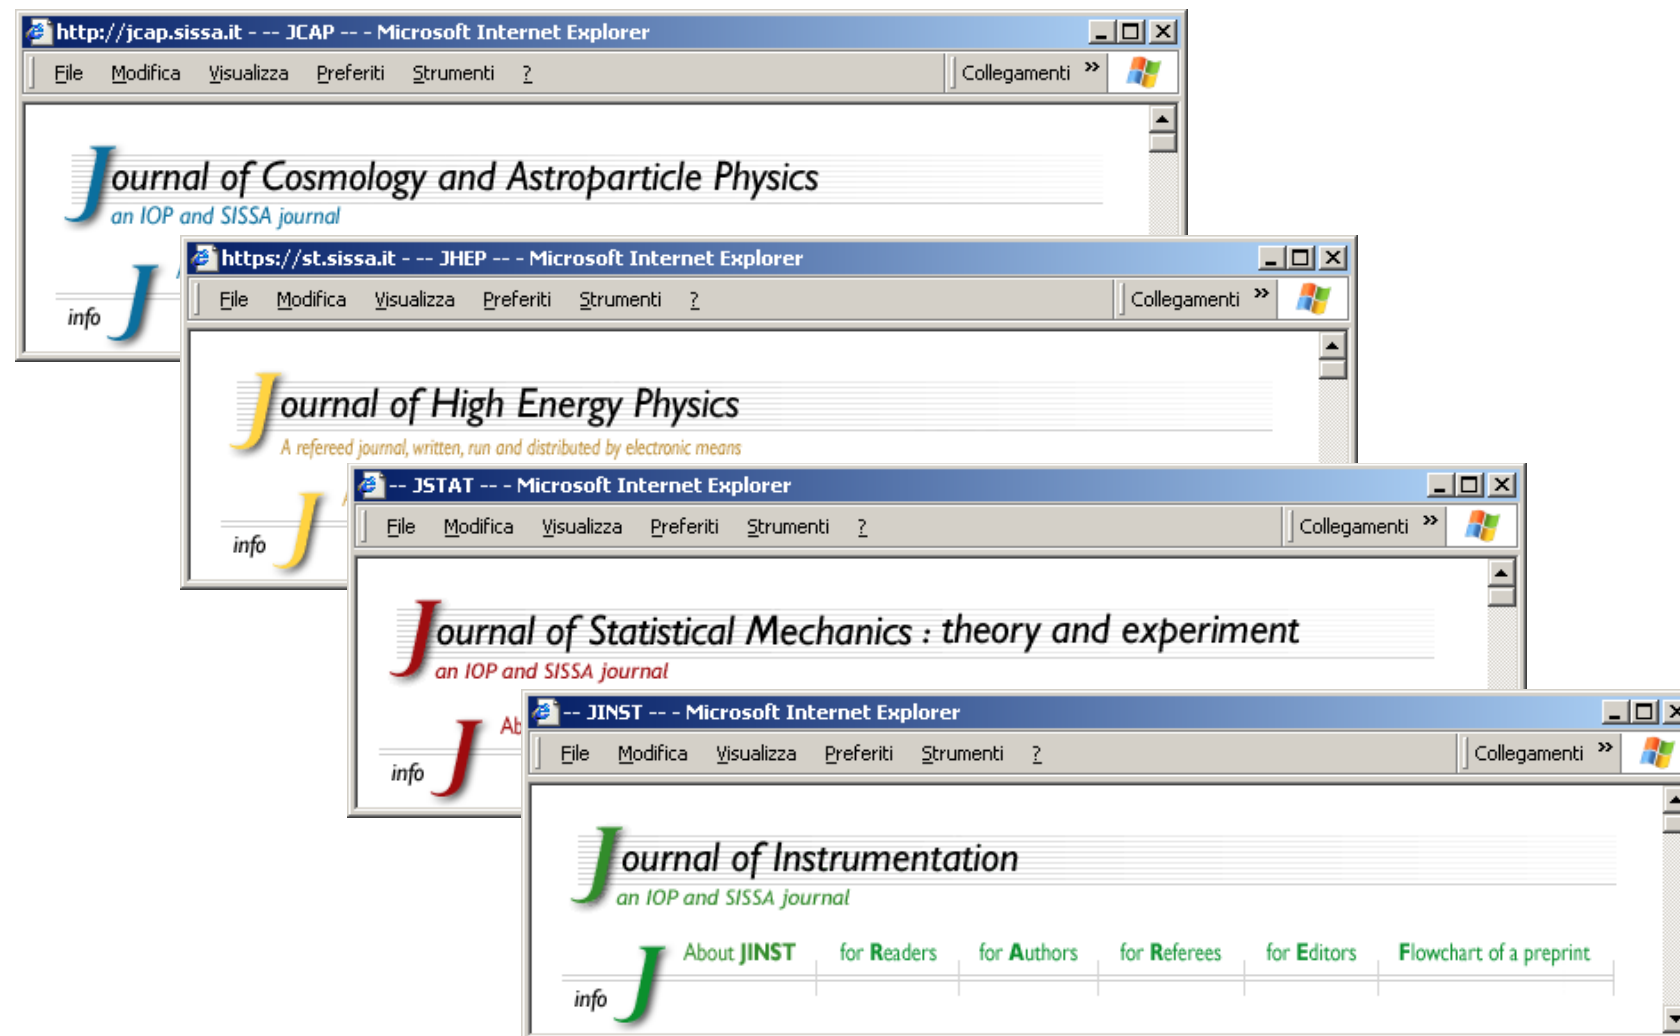 http://jcap.sissa.it - -- JCAP -- - Microsoft Internet Explorer
File Modifica Visualizza Preferiti Strumenti ? Collegamenti »
Journal of Cosmology and Astroparticle Physics
an IOP and SISSA journal
info J
https://st.sissa.it - -- JHEP -- - Microsoft Internet Explorer
File Modifica Visualizza Preferiti Strumenti ? Collegamenti »
Journal of High Energy Physics
A refereed journal, written, run and distributed by electronic means
info J
-- JSTAT -- - Microsoft Internet Explorer
File Modifica Visualizza Preferiti Strumenti ? Collegamenti »
Journal of Statistical Mechanics : theory and experiment
an IOP and SISSA journal
info J
-- JINST -- - Microsoft Internet Explorer
File Modifica Visualizza Preferiti Strumenti ? Collegamenti »
Journal of Instrumentation
an IOP and SISSA journal
About JINST for Readers for Authors for Referees for Editors Flowchart of a preprint
info J